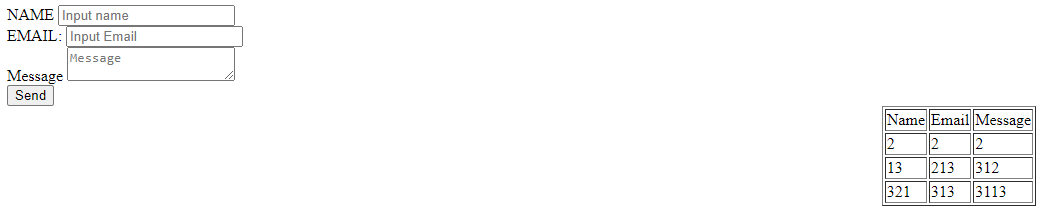 NAME Input name
EMAIL: Input Email
Message Message
Send
Name Email Message
2 2 2
13 213 312
321 313 3113